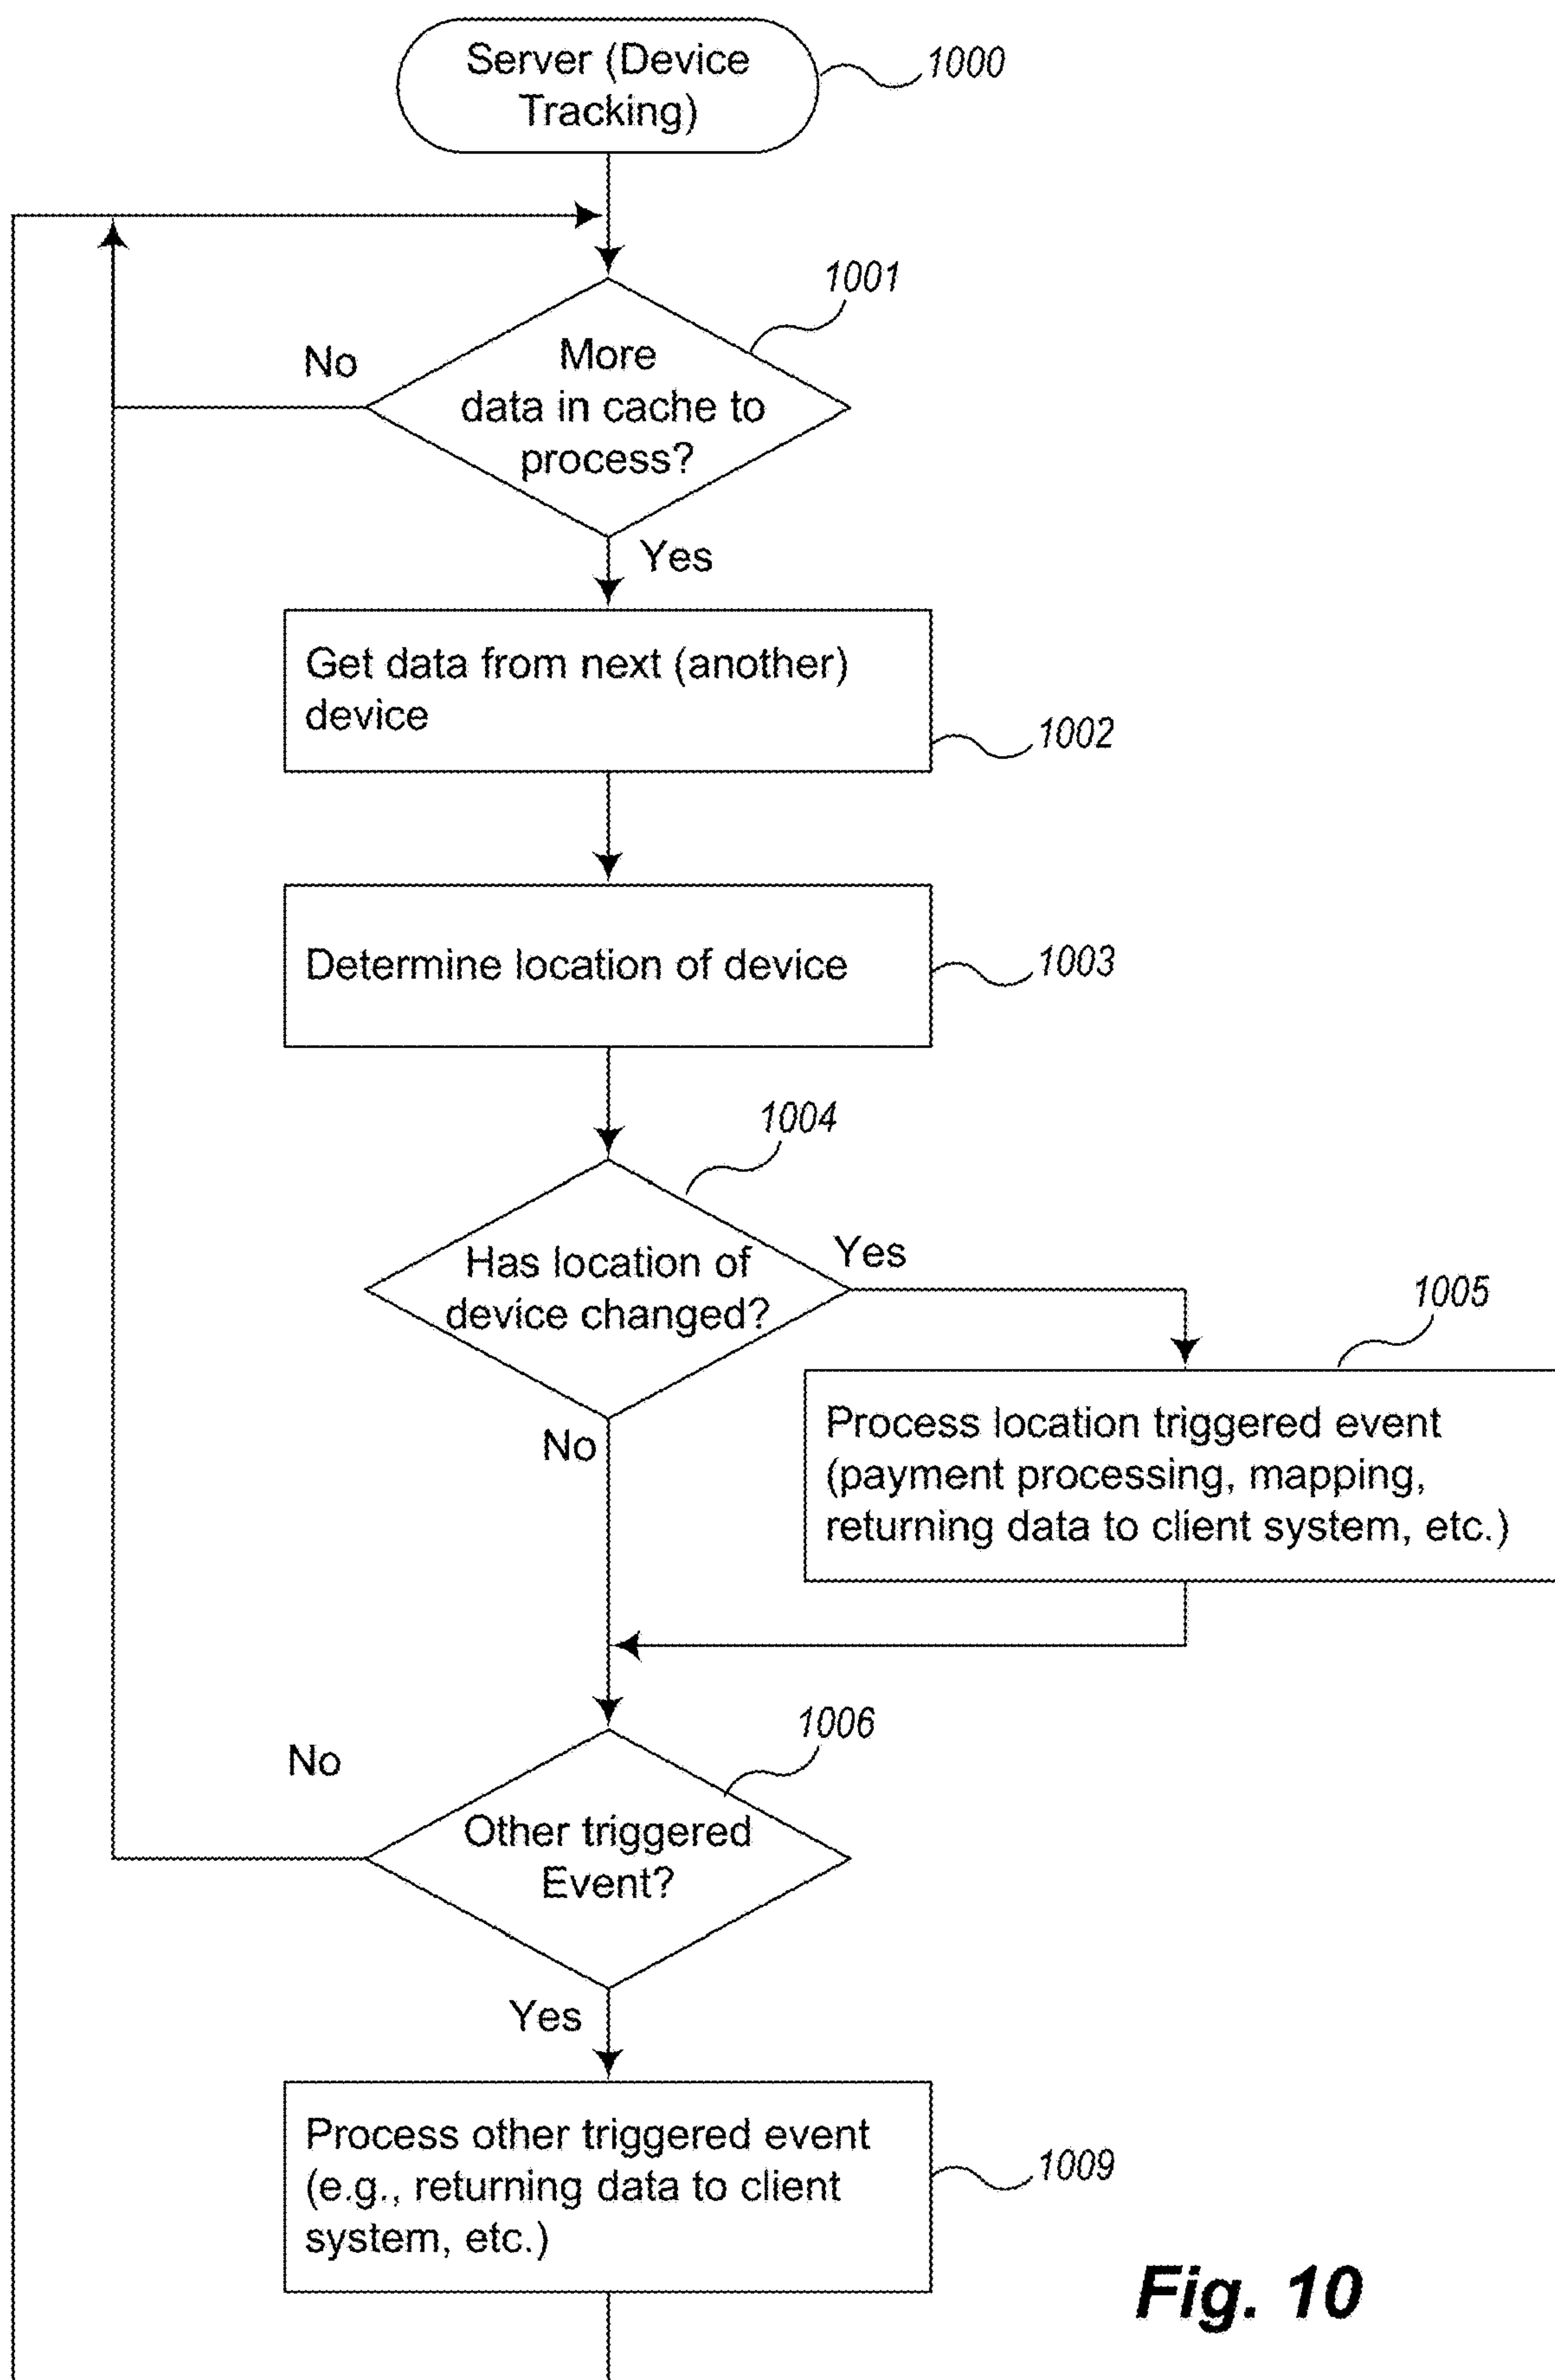 Server (Device
Tracking)
1000
1001
No
More
data in cache to
process?
Yes
Get data from next (another)
device
1002
Determine location of device
1003
1004
Has location of
device changed?
Yes
1005
No
Process location triggered event
(payment processing, mapping,
returning data to client system, etc.)
1006
No
Other triggered
Event?
Yes
Process other triggered event
(e.g., returning data to client
system, etc.)
1009
Fig. 10